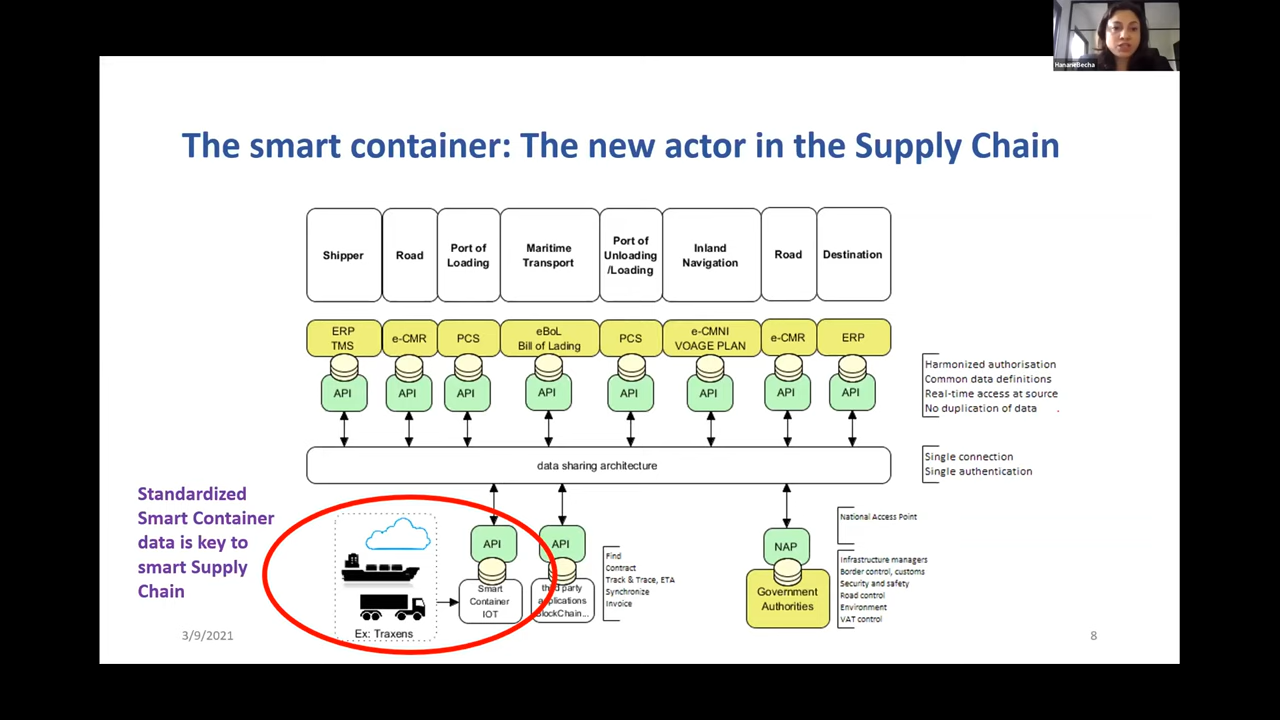 HananeBecha
The smart container: The new actor in the Supply Chain
Shipper
Road
Port of
Loading
Maritime
Transport
Port of
Unloading
/Loading
Inland
Navigation
Road
Destination
ERP
TMS
e-CMR
PCS
eBoL
Bill of Lading
PCS
e-CMNI
VOAGE PLAN
e-CMR
ERP
API
API
API
API
API
API
API
API
Harmonized authorisation
Common data definitions
Real-time access at source
No duplication of data .
data sharing architecture
Single connection
Single authentication
Standardized
Smart Container
data is key to
smart Supply
Chain
Ex: Traxens
API
Smart
Container
IOT
API
third party
applications
BlockChain...
Find
Contract
Track & Trace, ETA
Synchronize
Invoice
NAP
Government
Authorities
National Access Point
Infrastructure managers
Border control, customs
Security and safety
Road control
Environment
VAT control
3/9/2021
8